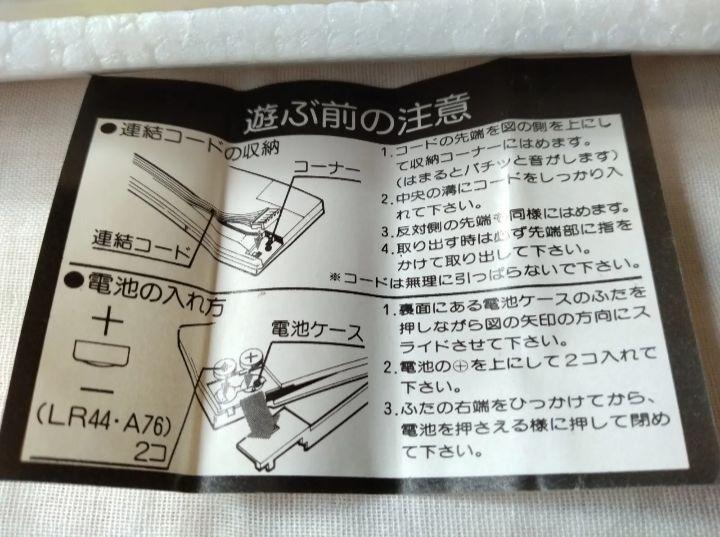 遊ぶ前の注意
●連結コードの収納
コーナー
連結コード
1.コードの先端を図の側を上にし
て収納コーナーにはめます。
(はまるとパチッと音がします)
2.中央の溝にコードをしっかり入
れて下さい。
3.反対側の先端も同様にはめます。
4.取り出す時は必ず先端部に指を
かけて取り出して下さい。
※コードは無理に引っぱらないで下さい。
●電池の入れ方
+
−
(LR44・A76)
2コ
電池ケース
⊕
1.裏面にある電池ケースのふたを
押しながら図の矢印の方向にス
ライドさせて下さい。
2.電池の⊕を上にして2コ入れて
下さい。
3.ふたの右端をひっかけてから、
電池を押さえる様に押して閉め
て下さい。